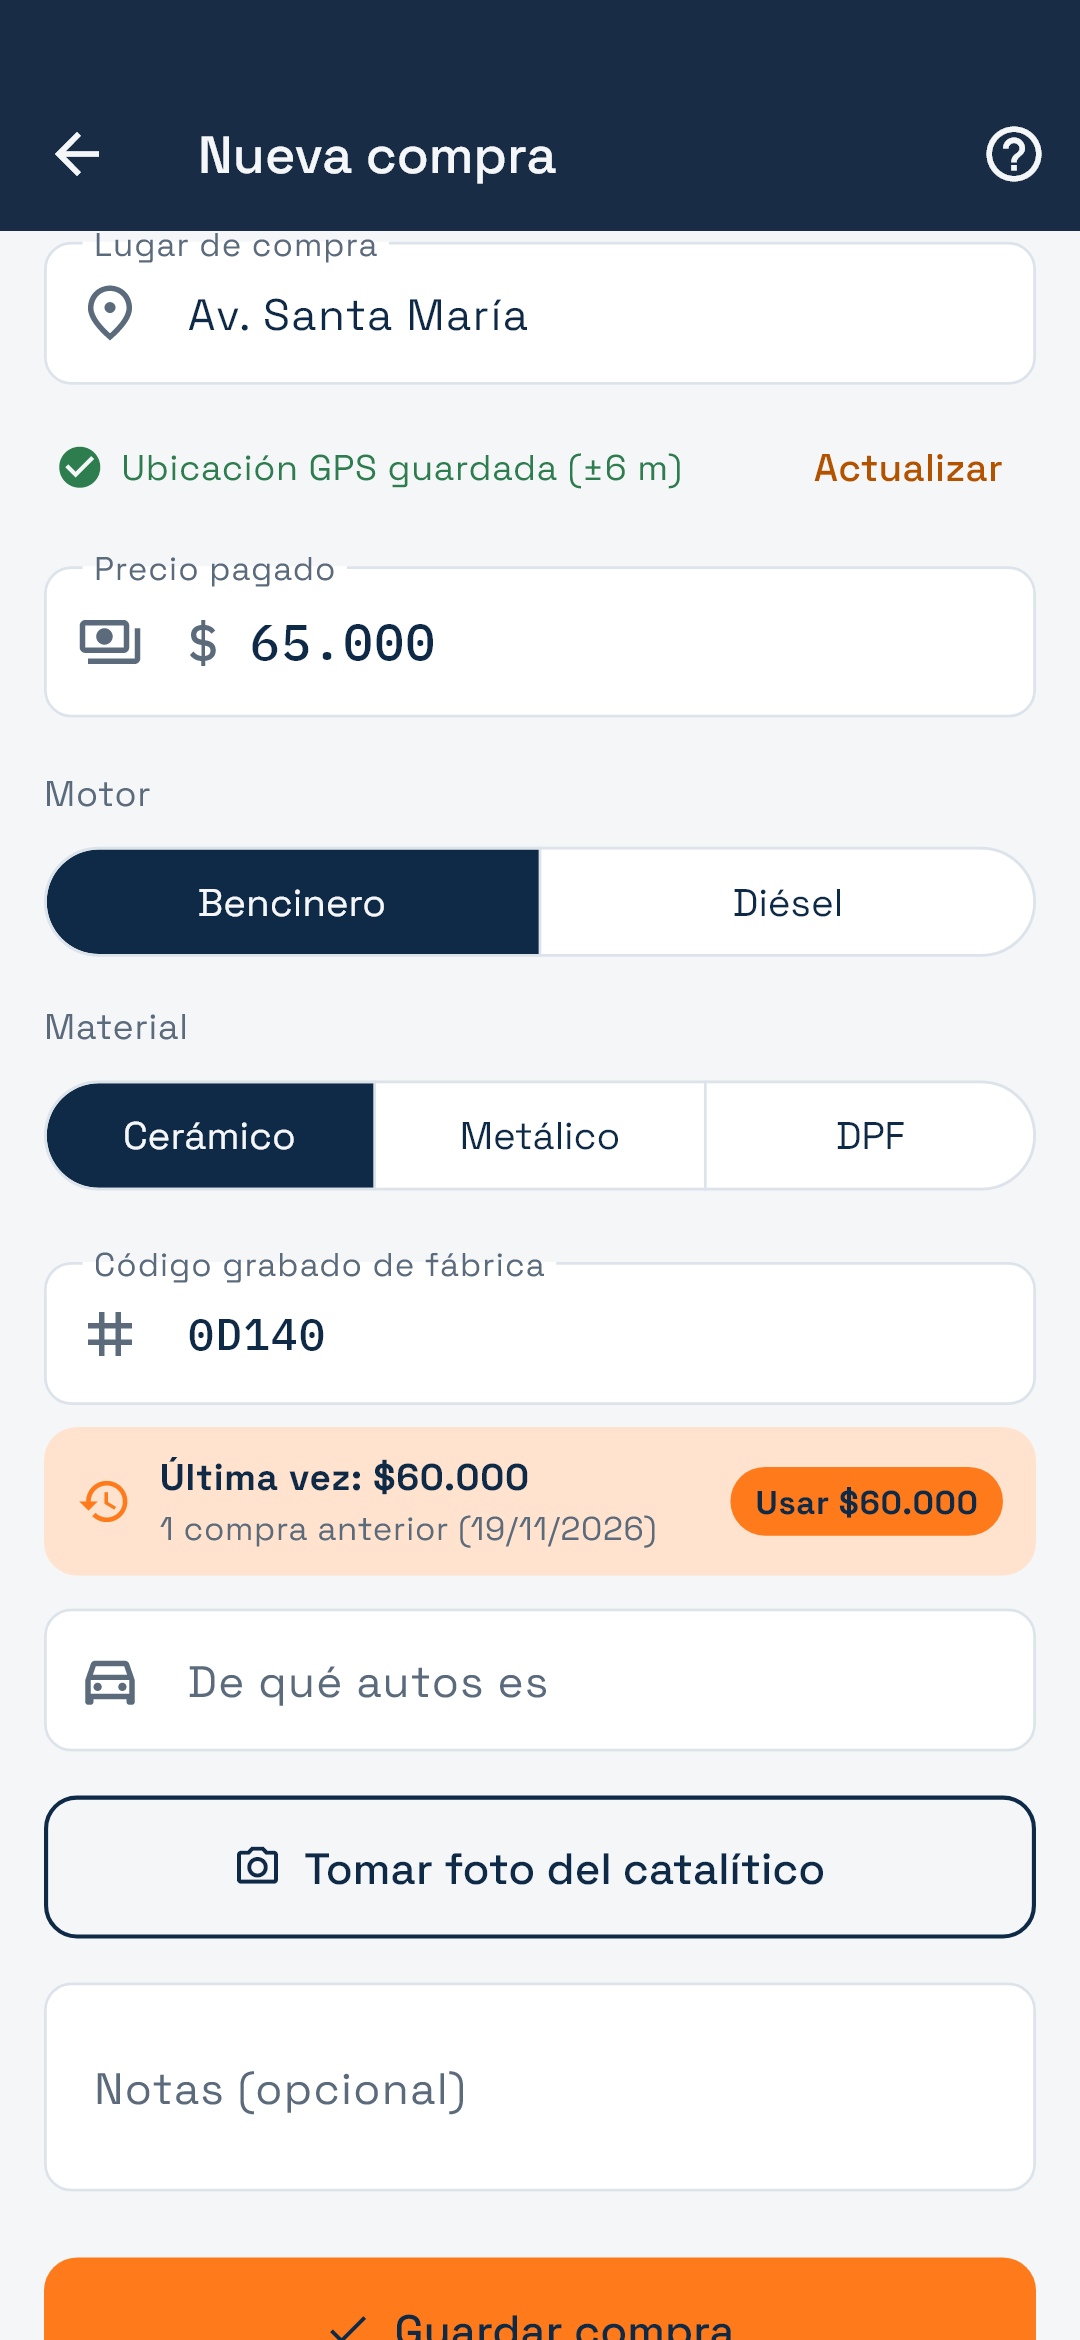 Nueva compra
Lugar de compra
Av. Santa María
Ubicación GPS guardada (±6 m)
Actualizar
Precio pagado
$ 65.000
Motor
Bencinero
Diésel
Material
Cerámico
Metálico
DPF
Código grabado de fábrica
0D140
Última vez: $60.000
1 compra anterior (19/11/2026)
Usar $60.000
De qué autos es
Tomar foto del catalítico
Notas (opcional)
Guardar compra